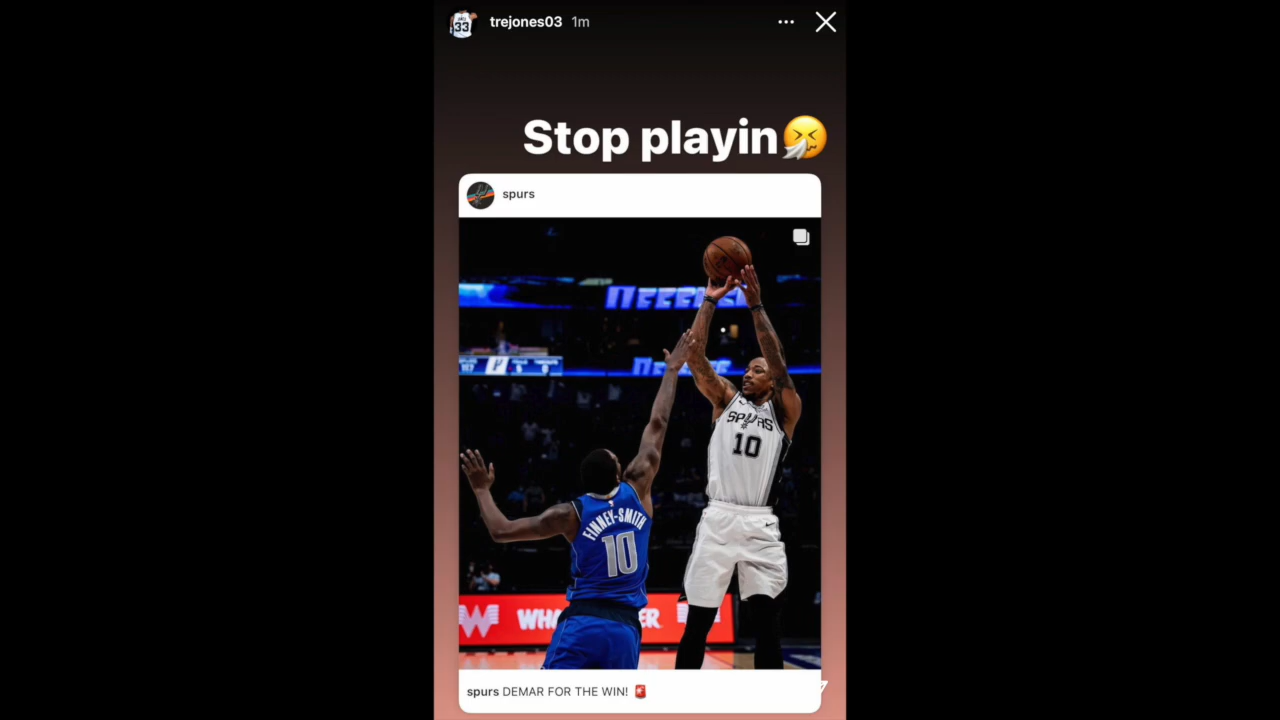 trejones03 1m
Stop playin
spurs
SPURS
10
FINNEY-SMITH
10
spurs DEMAR FOR THE WIN!